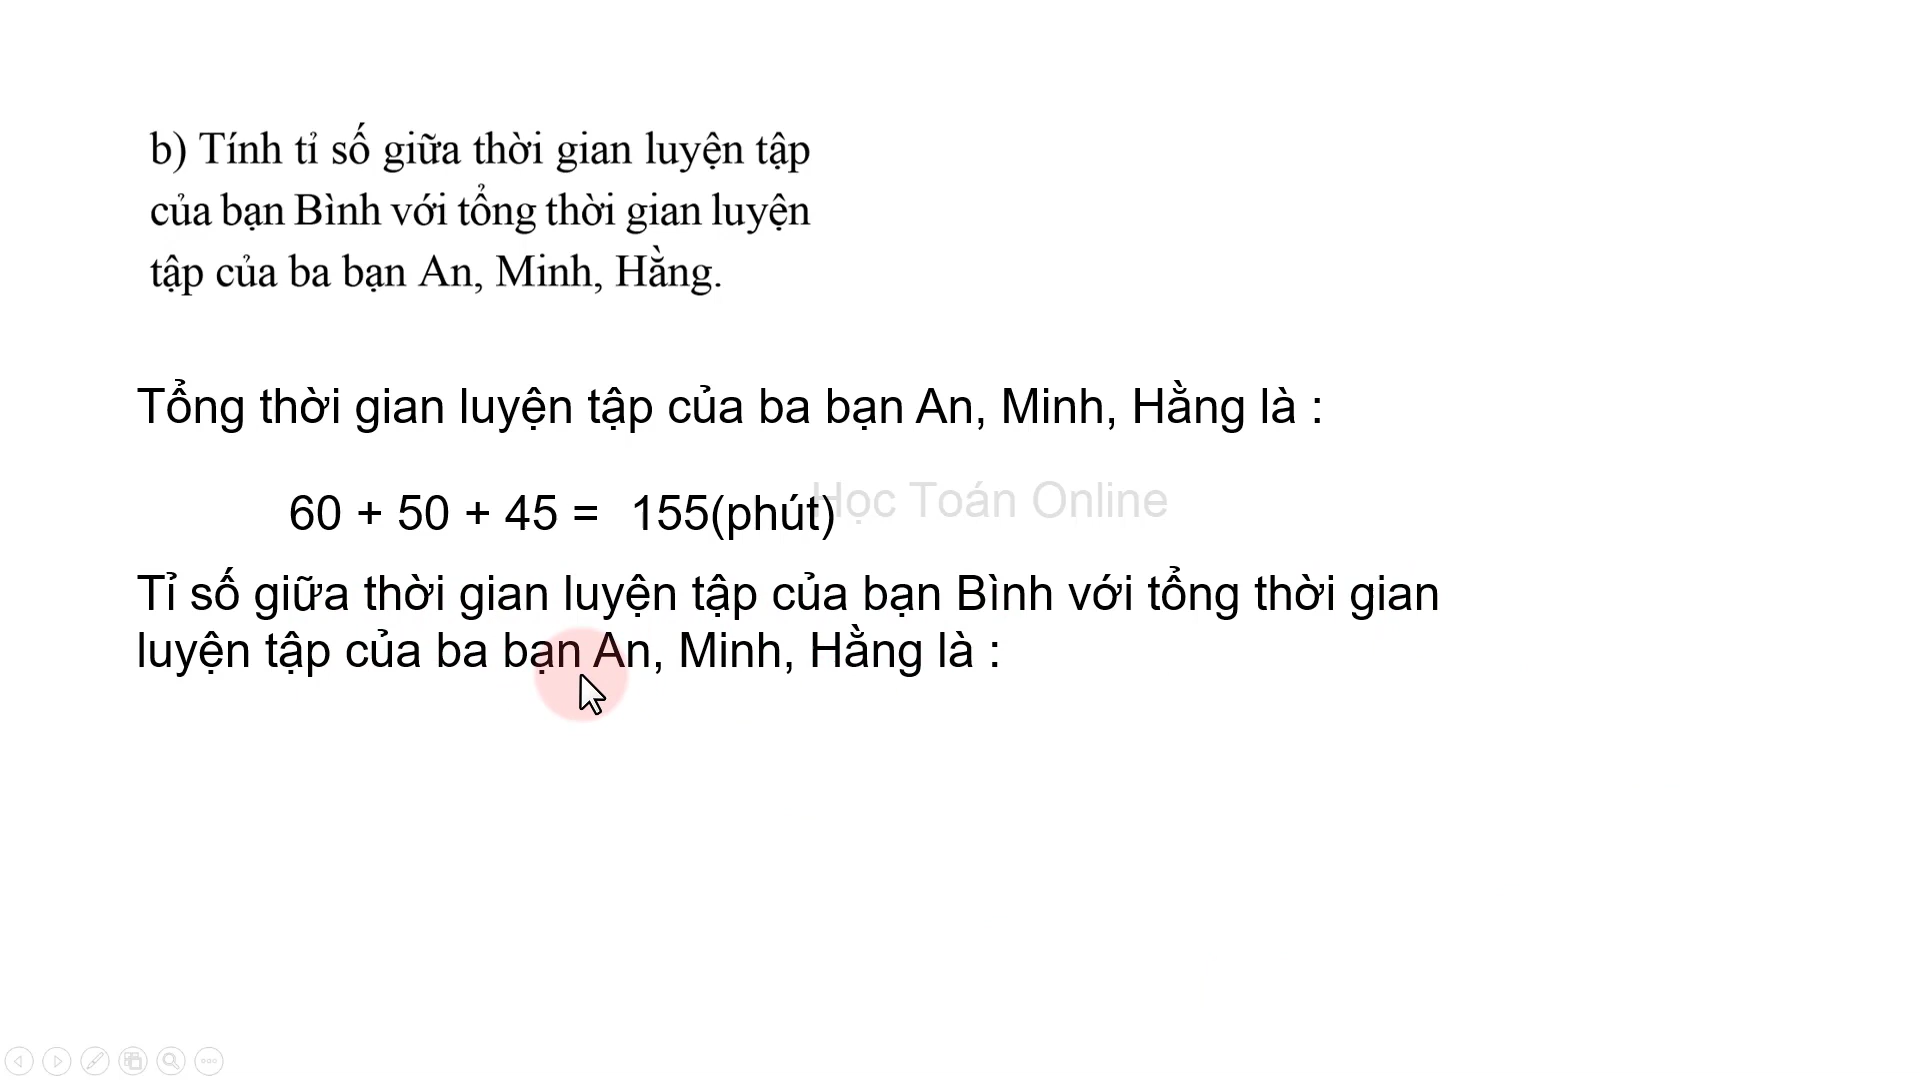 b) Tính tỉ số giữa thời gian luyện tập
của bạn Bình với tổng thời gian luyện
tập của ba bạn An, Minh, Hằng.
Tổng thời gian luyện tập của ba bạn An, Minh, Hằng là :
Học Toán Online
60 + 50 + 45 = 155(phút)
Tỉ số giữa thời gian luyện tập của bạn Bình với tổng thời gian
luyện tập của ba bạn An, Minh, Hằng là :